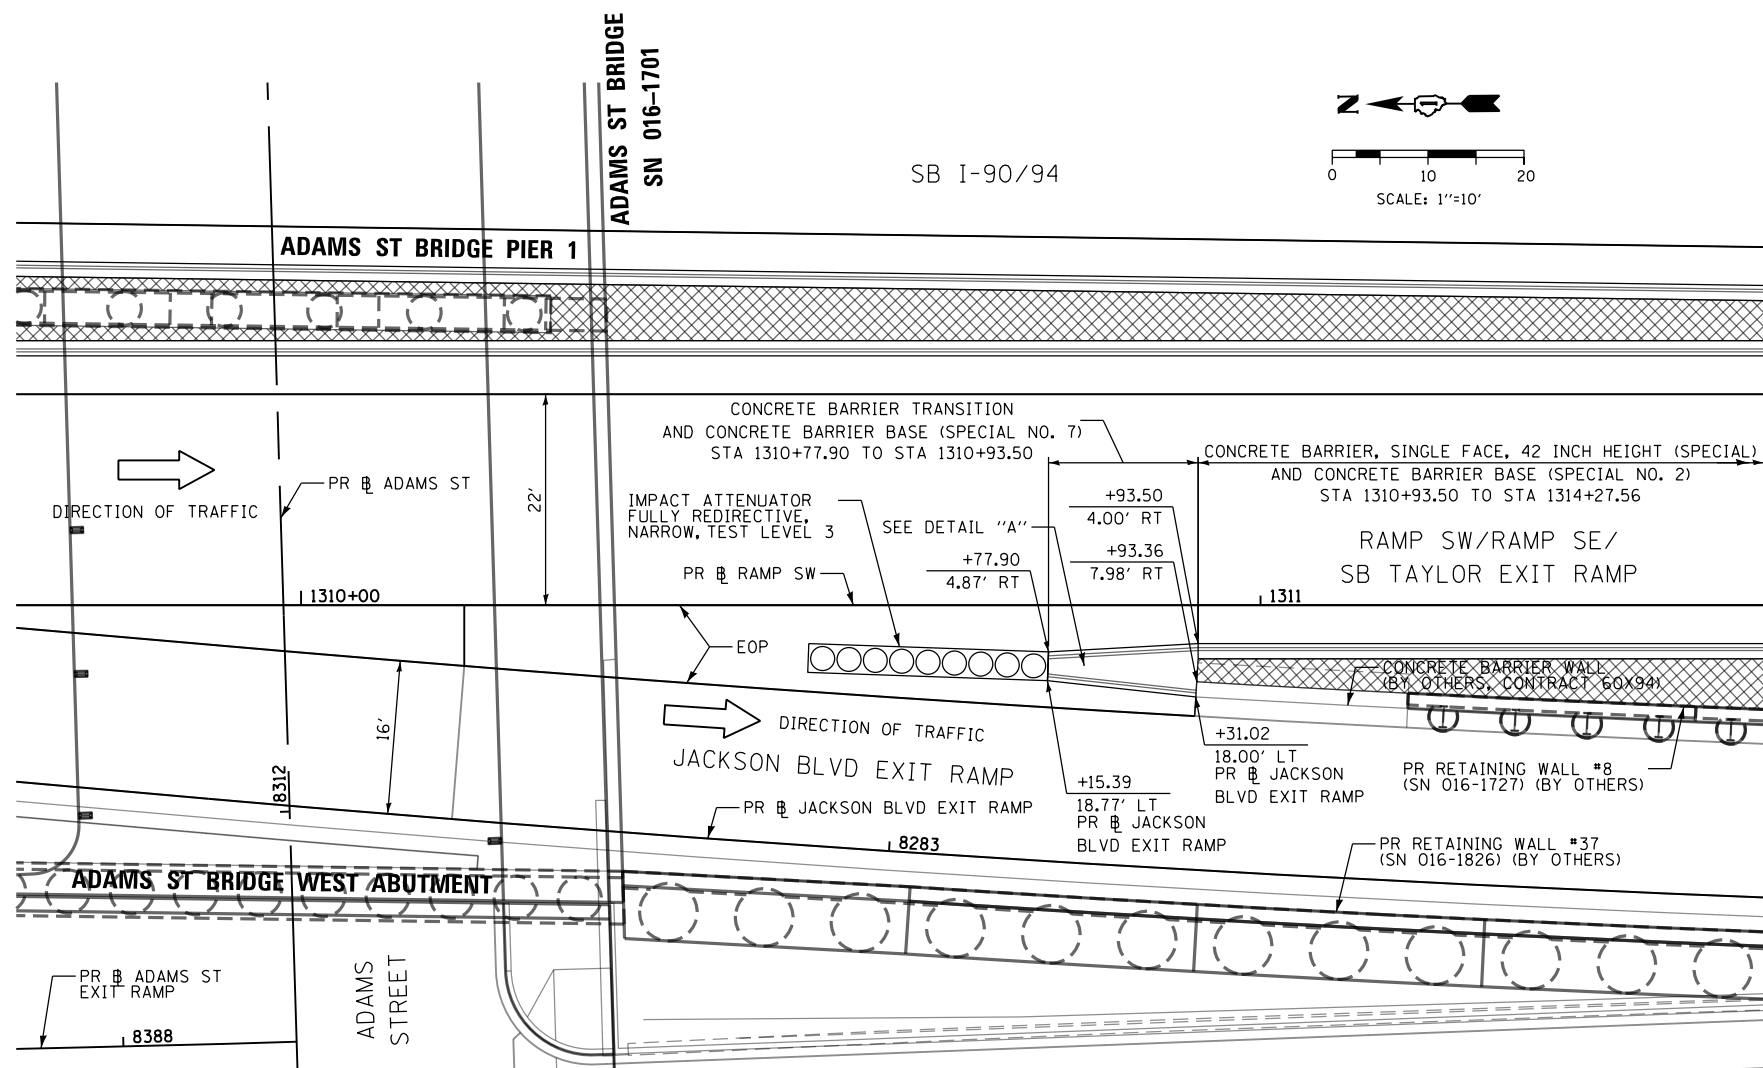 ADAMS ST BRIDGE
SN 016-1701
SB I-90/94
N
0 10 20
SCALE: 1''=10'
ADAMS ST BRIDGE PIER 1
CONCRETE BARRIER TRANSITION
AND CONCRETE BARRIER BASE (SPECIAL NO. 7)
STA 1310+77.90 TO STA 1310+93.50
CONCRETE BARRIER, SINGLE FACE, 42 INCH HEIGHT (SPECIAL)
AND CONCRETE BARRIER BASE (SPECIAL NO. 2)
STA 1310+93.50 TO STA 1314+27.56
PR BL ADAMS ST
DIRECTION OF TRAFFIC
22'
IMPACT ATTENUATOR
FULLY REDIRECTIVE,
NARROW, TEST LEVEL 3
SEE DETAIL "A"
+93.50
4.00' RT
+93.36
7.98' RT
+77.90
4.87' RT
PR BL RAMP SW
RAMP SW/RAMP SE/
SB TAYLOR EXIT RAMP
1310+00
1311
EOP
CONCRETE BARRIER WALL
(BY OTHERS, CONTRACT 60X94)
16'
DIRECTION OF TRAFFIC
JACKSON BLVD EXIT RAMP
+31.02
18.00' LT
PR BL JACKSON
BLVD EXIT RAMP
+15.39
18.77' LT
PR BL JACKSON
BLVD EXIT RAMP
PR RETAINING WALL #8
(SN 016-1727) (BY OTHERS)
8312
PR BL JACKSON BLVD EXIT RAMP
8283
PR RETAINING WALL #37
(SN 016-1826) (BY OTHERS)
ADAMS ST BRIDGE WEST ABUTMENT
PR BL ADAMS ST
EXIT RAMP
ADAMS
STREET
8388